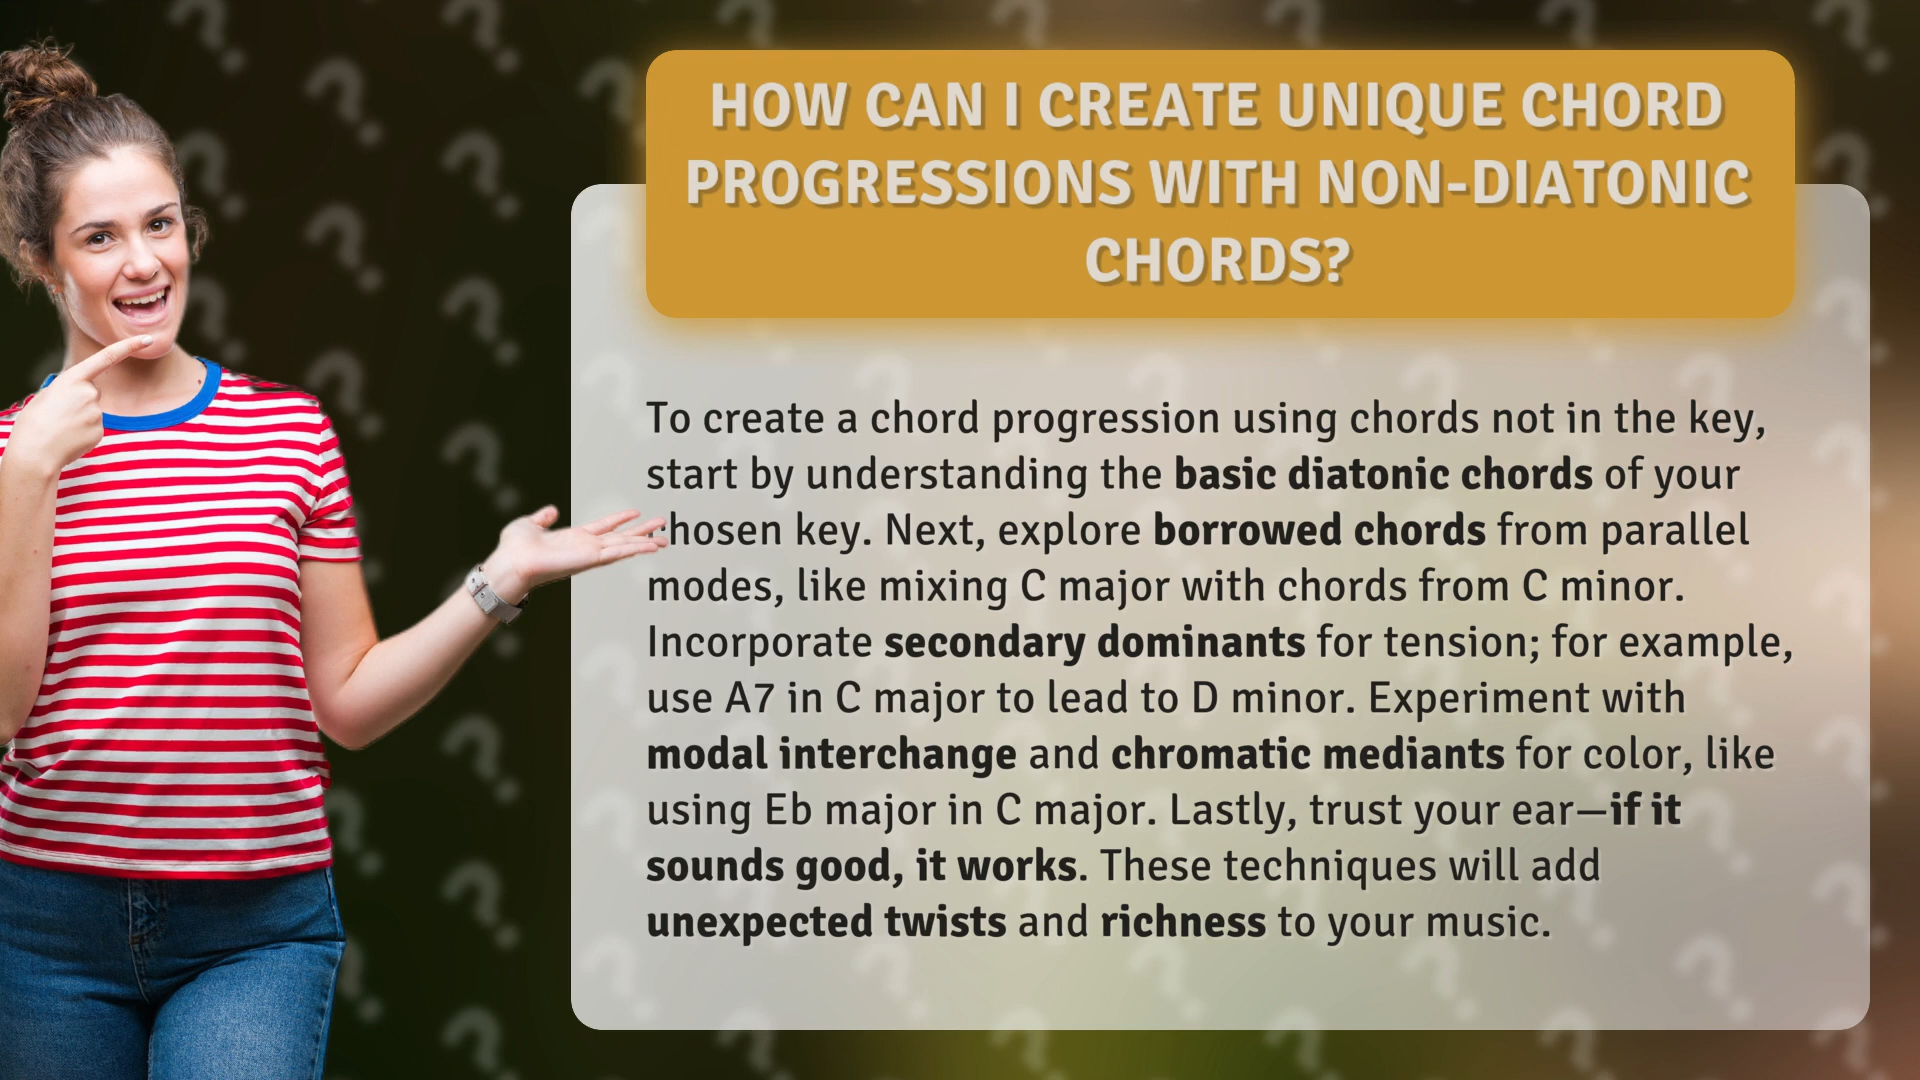 HOW CAN I CREATE UNIQUE CHORD
PROGRESSIONS WITH NON-DIATONIC
CHORDS?
To create a chord progression using chords not in the key,
start by understanding the basic diatonic chords of your
chosen key. Next, explore borrowed chords from parallel
modes, like mixing C major with chords from C minor.
Incorporate secondary dominants for tension; for example,
use A7 in C major to lead to D minor. Experiment with
modal interchange and chromatic mediants for color, like
using Eb major in C major. Lastly, trust your ear—if it
sounds good, it works. These techniques will add
unexpected twists and richness to your music.